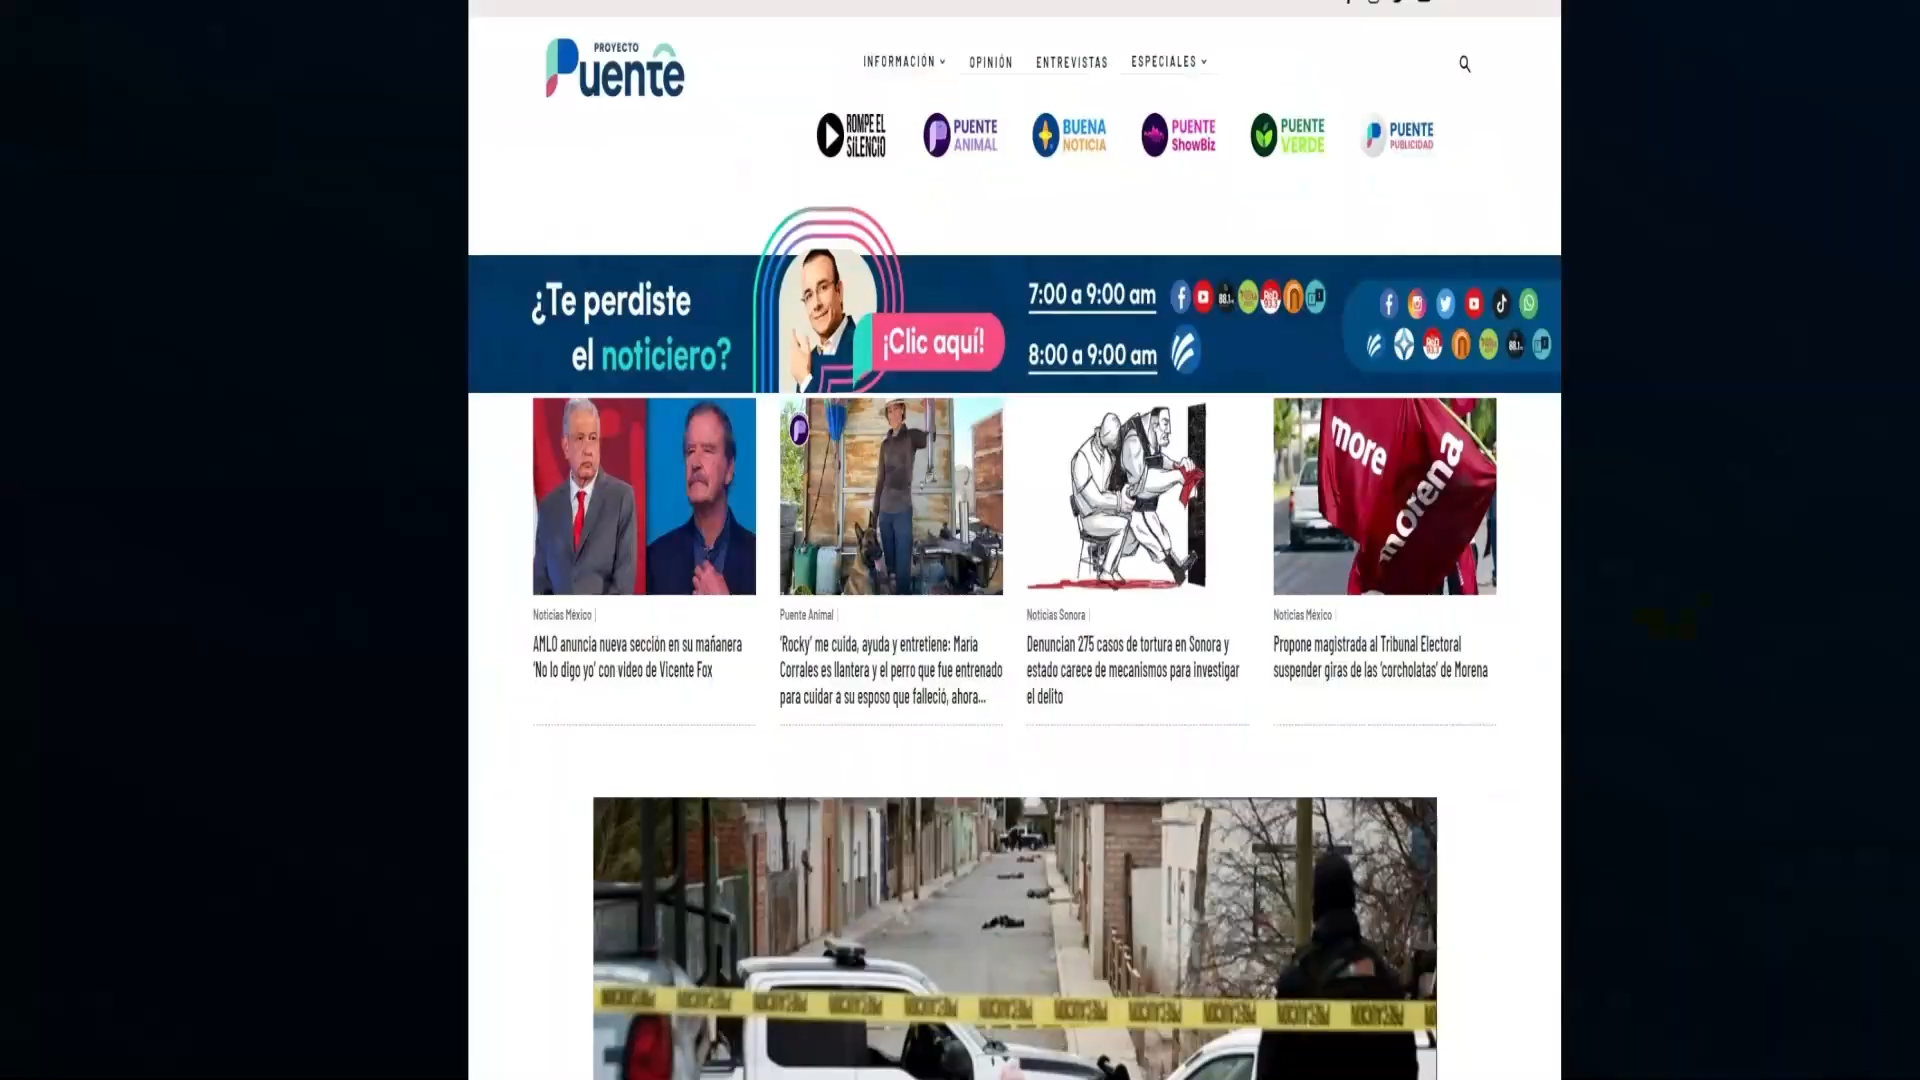 PROYECTO
Puente
INFORMACIÓN
OPINIÓN
ENTREVISTAS
ESPECIALES
ROMPE EL
SILENCIO
PUENTE
ANIMAL
BUENA
NOTICIA
PUENTE
ShowBiz
PUENTE
VERDE
PUENTE
PUBLICIDAD
¿Te perdiste
el noticiero?
¡Clic aquí!
7:00 a 9:00 am
8:00 a 9:00 am
more
morena
Noticias México
AMLO anuncia nueva sección en su mañanera
'No lo digo yo' con video de Vicente Fox
Puente Animal
'Rocky' me cuida, ayuda y entretiene: María
Corrales es llantera y el perro que fue entrenado
para cuidar a su esposo que falleció, ahora...
Noticias Sonora
Denuncian 275 casos de tortura en Sonora y
estado carece de mecanismos para investigar
el delito
Noticias México
Propone magistrada al Tribunal Electoral
suspender giras de las 'corcholatas' de Morena